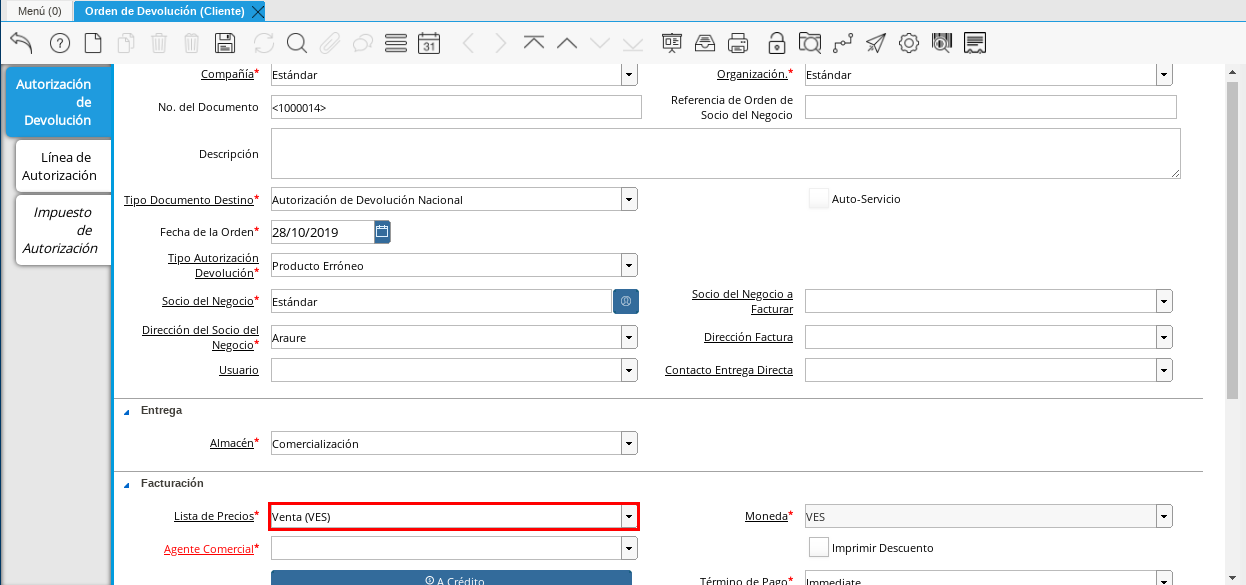 Menú (0)
Orden de Devolución (Cliente)
31
Autorización
de
Devolución
Línea de
Autorización
Impuesto
de
Autorización
Compañía* Estándar
Organización.* Estándar
No. del Documento <1000014>
Referencia de Orden de
Socio del Negocio
Descripción
Tipo Documento Destino* Autorización de Devolución Nacional
Auto-Servicio
Fecha de la Orden* 28/10/2019
Tipo Autorización
Devolución* Producto Erróneo
Socio del Negocio* Estándar
Socio del Negocio a
Facturar
Dirección del Socio del
Negocio* Araure
Dirección Factura
Usuario
Contacto Entrega Directa
Entrega
Almacén* Comercialización
Facturación
Lista de Precios* Venta (VES)
Moneda* VES
Agente Comercial*
Imprimir Descuento
A Crédito
Término de Pago* Immediate